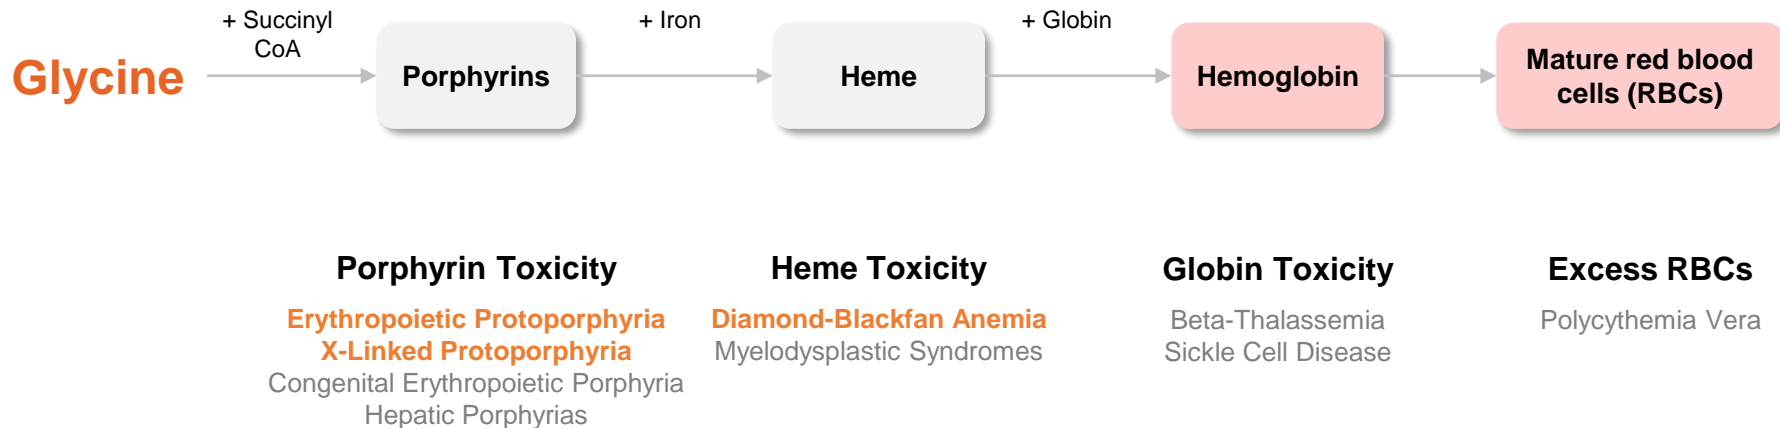 + Succinyl
CoA
+ Iron
+ Globin
Glycine
Porphyrins
Heme
Hemoglobin
Mature red blood
cells (RBCs)
Porphyrin Toxicity
Erythropoietic Protoporphyria
X-Linked Protoporphyria
Congenital Erythropoietic Porphyria
Hepatic Porphyrias
Heme Toxicity
Diamond-Blackfan Anemia
Myelodysplastic Syndromes
Globin Toxicity
Beta-Thalassemia
Sickle Cell Disease
Excess RBCs
Polycythemia Vera